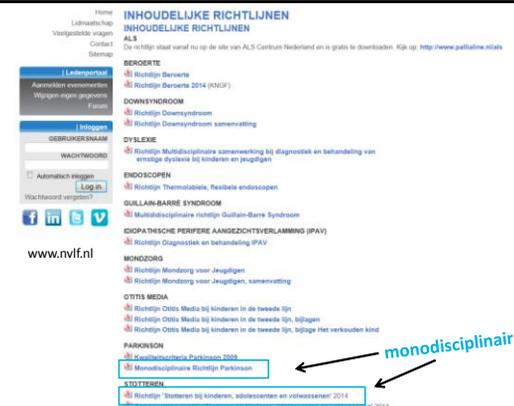 Home
Lidmaatschap
Veelgestelde vragen
Contact
Sitemap
| Ledenportaal
Aanmelden evenementen
Wijzigen eigen gegevens
Forum
| Inloggen
GEBRUIKERSNAAM
WACHTWOORD
Automatisch inloggen
Log in
Wachtwoord vergeten?
www.nvlf.nl
INHOUDELIJKE RICHTLIJNEN
INHOUDELIJKE RICHTLIJNEN
ALS
De richtlijn staat vanaf nu op de site van ALS Centrum Nederland en is gratis te downloaden. Kijk op: http://www.pallialine.nl/als
BEROERTE
Richtlijn Beroerte
Richtlijn Beroerte 2014 (KNGF)
DOWNSYNDROOM
Richtlijn Downsyndroom
Richtlijn Downsyndroom samenvatting
DYSLEXIE
Richtlijn Multidisciplinaire samenwerking bij diagnostiek en behandeling van
ernstige dyslexie bij kinderen en jeugdigen
ENDOSCOPEN
Richtlijn Thermolabiele, flexibele endoscopen
GUILLAIN-BARRÉ SYNDROOM
Multididsciplinaire richtlijn Guillain-Barré Syndroom
IDIOPATHISCHE PERIFERE AANGEZICHTSVERLAMMING (IPAV)
Richtlijn Diagnostiek en behandeling IPAV
MONDZORG
Richtlijn Mondzorg voor Jeugdigen
Richtlijn Mondzorg voor Jeugdigen, samenvatting
OTITIS MEDIA
Richtlijn Otitis Media bij kinderen in de tweede lijn
Richtlijn Otitis Media bij kinderen in de tweede lijn, bijlagen
Richtlijn Otitis Media bij kinderen in de tweede lijn, bijlage Het verkouden kind
PARKINSON
Kwaliteitscriteria Parkinson 2009
Monodisciplinaire Richtlijn Parkinson
monodisciplinair
STOTTEREN
Richtlijn 'Stotteren bij kinderen, adolescenten en volwassenen' 2014